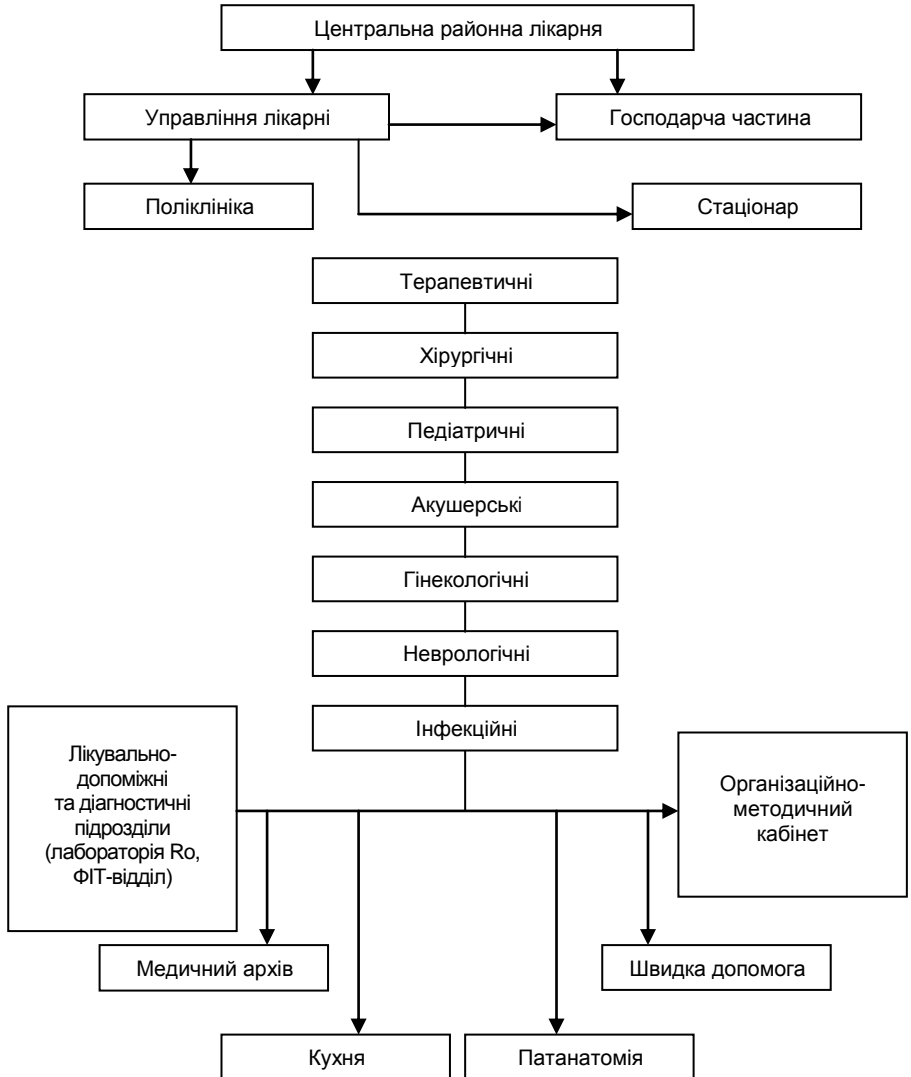 Центральна районна лікарня
Управління лікарні
Господарча частина
Поліклініка
Стаціонар
Терапевтичні
Хірургічні
Педіатричні
Акушерські
Гінекологічні
Неврологічні
Інфекційні
Лікувально-
допоміжні
та діагностичні
підрозділи
(лабораторія Ro,
ФІТ-відділ)
Організаційно-
методичний
кабінет
Медичний архів
Швидка допомога
Кухня
Патанатомія